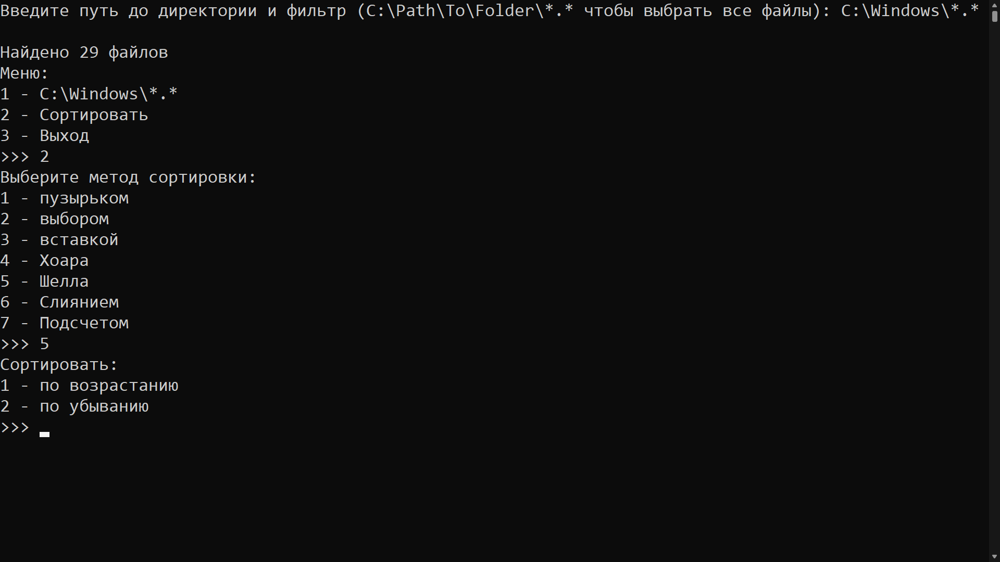 Введите путь до директории и фильтр (C:\Path\To\Folder\*.* чтобы выбрать все файлы): C:\Windows\*.*
Найдено 29 файлов
Меню:
1 - C:\Windows\*.*
2 - Сортировать
3 - Выход
>>> 2
Выберите метод сортировки:
1 - пузырьком
2 - выбором
3 - вставкой
4 - Хоара
5 - Шелла
6 - Слиянием
7 - Подсчетом
>>> 5
Сортировать:
1 - по возрастанию
2 - по убыванию
>>>